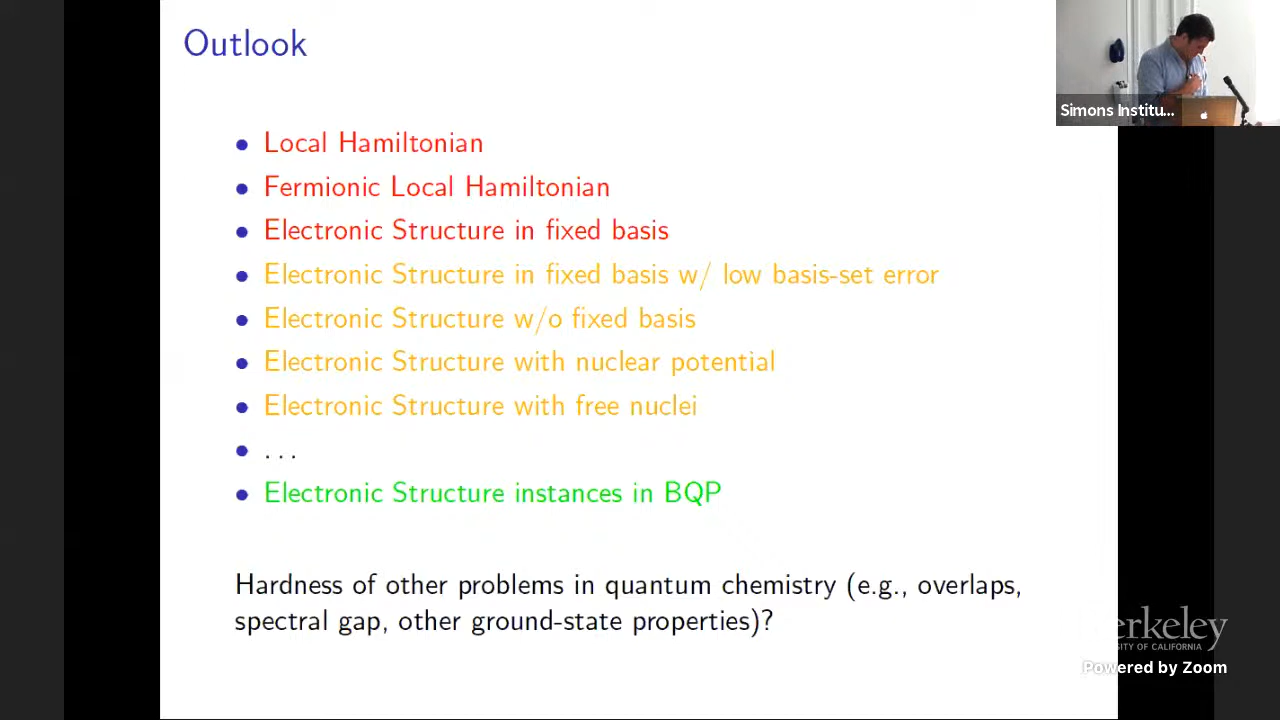 Outlook
Simons Institu...
• Local Hamiltonian
• Fermionic Local Hamiltonian
• Electronic Structure in fixed basis
• Electronic Structure in fixed basis w/ low basis-set error
• Electronic Structure w/o fixed basis
• Electronic Structure with nuclear potential
• Electronic Structure with free nuclei
• . . .
• Electronic Structure instances in BQP
Hardness of other problems in quantum chemistry (e.g., overlaps,
spectral gap, other ground-state properties)?
erkeley
SITY OF CALIFORNIA
Powered by Zoom